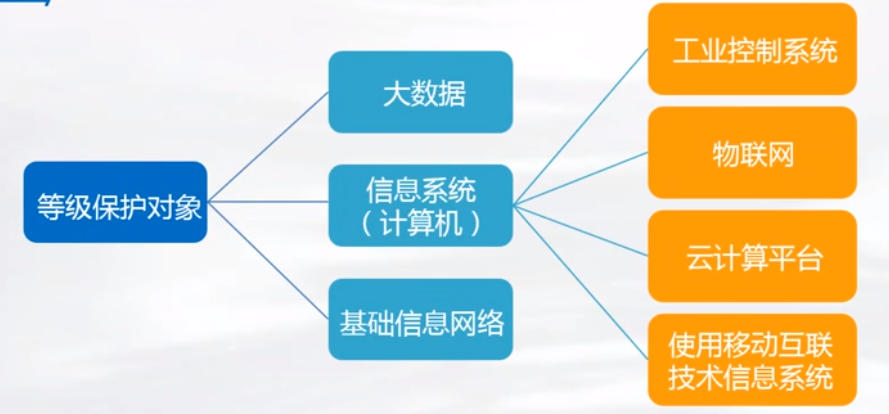 等级保护对象
大数据
信息系统
（计算机）
基础信息网络
工业控制系统
物联网
云计算平台
使用移动互联
技术信息系统